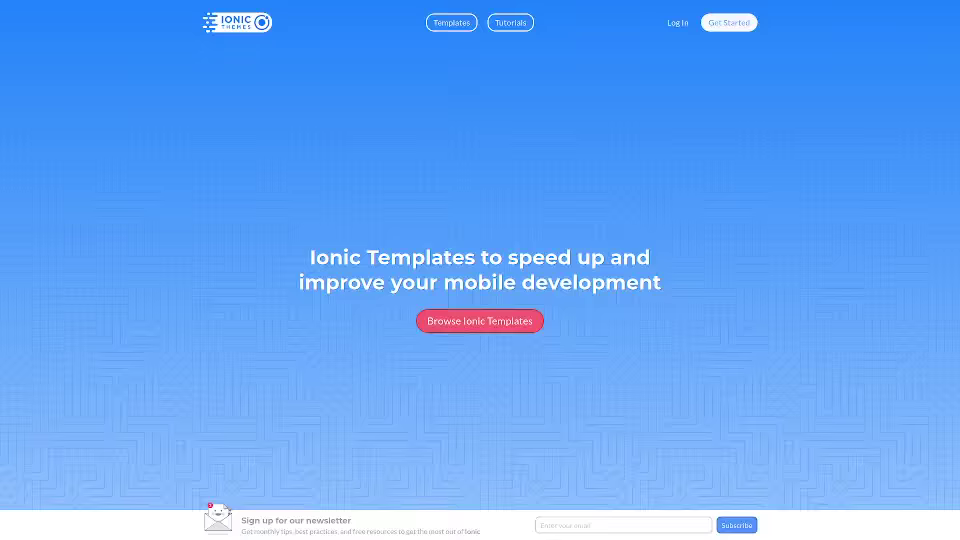 IONIC
THEMES
Templates
Tutorials
Log In
Get Started
Ionic Templates to speed up and
improve your mobile development
Browse Ionic Templates
Sign up for our newsletter
Get monthly tips, best practices, and free resources to get the most out of Ionic
Enter your email
Subscribe